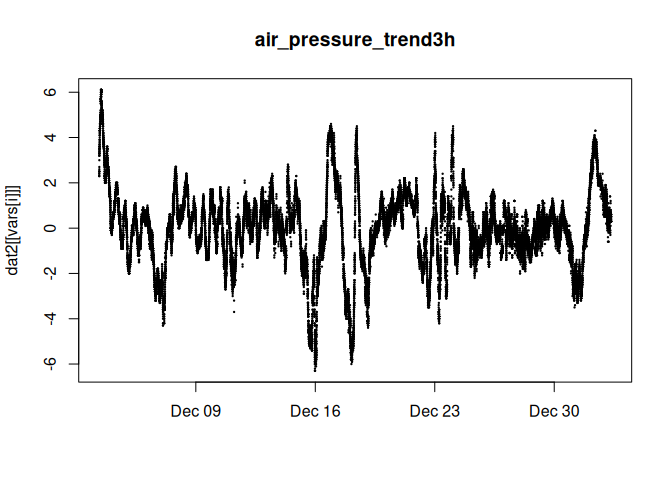 air_pressure_trend3h
dat2[[vars[i]]]
6
4
2
0
-2
-4
-6
Dec 09 Dec 16 Dec 23 Dec 30